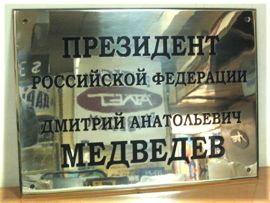 ПРЕЗИДЕНТ
РОССИЙСКОЙ ФЕДЕРАЦИИ
ДМИТРИЙ АНАТОЛЬЕВИЧ
МЕДВЕДЕВ